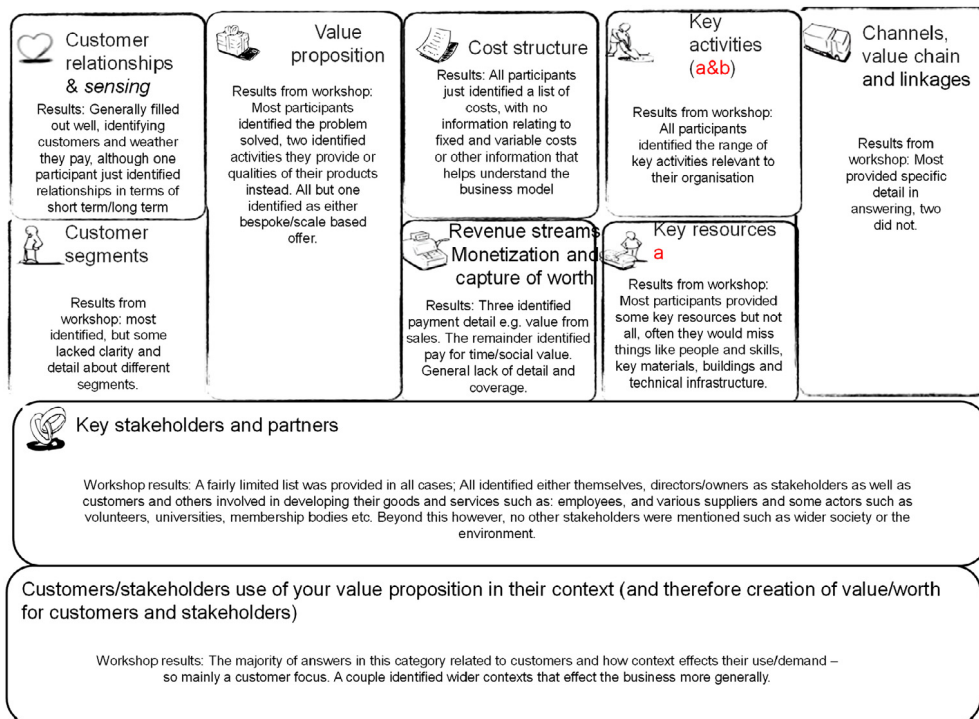 Customer
relationships
& sensing
Results: Generally filled
out well, identifying
customers and weather
they pay, although one
participant just identified
relationships in terms of
short term/long term
Customer
segments
Results from
workshop: most
identified, but some
lacked clarity and
detail about different
segments.
Value
proposition
Results from workshop:
Most participants
identified the problem
solved, two identified
activities they provide or
qualities of their products
instead. All but one
identified as either
bespoke/scale based
offer.
Cost structure
Results: All participants
just identified a list of
costs, with no
information relating to
fixed and variable costs
or other information that
helps understand the
business model
Revenue streams
Monetization and
capture of worth
Results: Three identified
payment detail e.g. value from
sales. The remainder identified
pay for time/social value.
General lack of detail and
coverage.
Key
activities
(a&b)
Results from workshop:
All participants
identified the range of
key activities relevant to
their organisation
Key resources
a
Results from workshop:
Most participants provided
some key resources but not
all, often they would miss
things like people and skills,
key materials, buildings and
technical infrastructure.
Channels,
value chain
and linkages
Results from
workshop: Most
provided specific
detail in
answering, two
did not.
Key stakeholders and partners
Workshop results: A fairly limited list was provided in all cases; All identified either themselves, directors/owners as stakeholders as well as
customers and others involved in developing their goods and services such as: employees, and various suppliers and some actors such as
volunteers, universities, membership bodies etc. Beyond this however, no other stakeholders were mentioned such as wider society or the
environment.
Customers/stakeholders use of your value proposition in their context (and therefore creation of value/worth
for customers and stakeholders)
Workshop results: The majority of answers in this category related to customers and how context effects their use/demand –
so mainly a customer focus. A couple identified wider contexts that effect the business more generally.